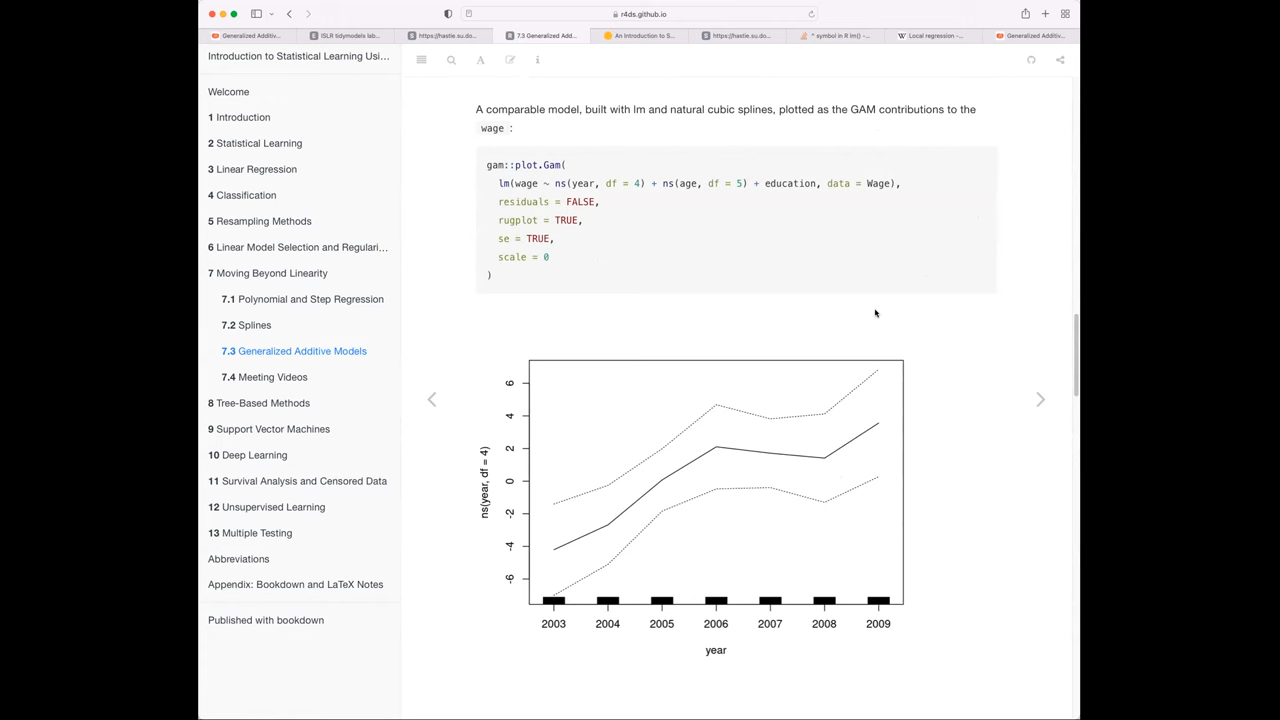 r4ds.github.io
Generalized Additiv...
ISLR tidymodels lab...
https://hastie.su.do...
7.3 Generalized Add...
An Introduction to S...
https://hastie.su.do...
^ symbol in R lm() –...
Local regression –...
Generalized Additiv...
Introduction to Statistical Learning Usi...
Welcome
1 Introduction
2 Statistical Learning
3 Linear Regression
4 Classification
5 Resampling Methods
6 Linear Model Selection and Regulari...
7 Moving Beyond Linearity
7.1 Polynomial and Step Regression
7.2 Splines
7.3 Generalized Additive Models
7.4 Meeting Videos
8 Tree-Based Methods
9 Support Vector Machines
10 Deep Learning
11 Survival Analysis and Censored Data
12 Unsupervised Learning
13 Multiple Testing
Abbreviations
Appendix: Bookdown and LaTeX Notes
Published with bookdown
A comparable model, built with lm and natural cubic splines, plotted as the GAM contributions to the
wage :
gam::plot.Gam(
lm(wage ~ ns(year, df = 4) + ns(age, df = 5) + education, data = Wage),
residuals = FALSE,
rugplot = TRUE,
se = TRUE,
scale = 0
)
ns(year, df = 4)
6
4
2
0
-2
-4
-6
2003 2004 2005 2006 2007 2008 2009
year